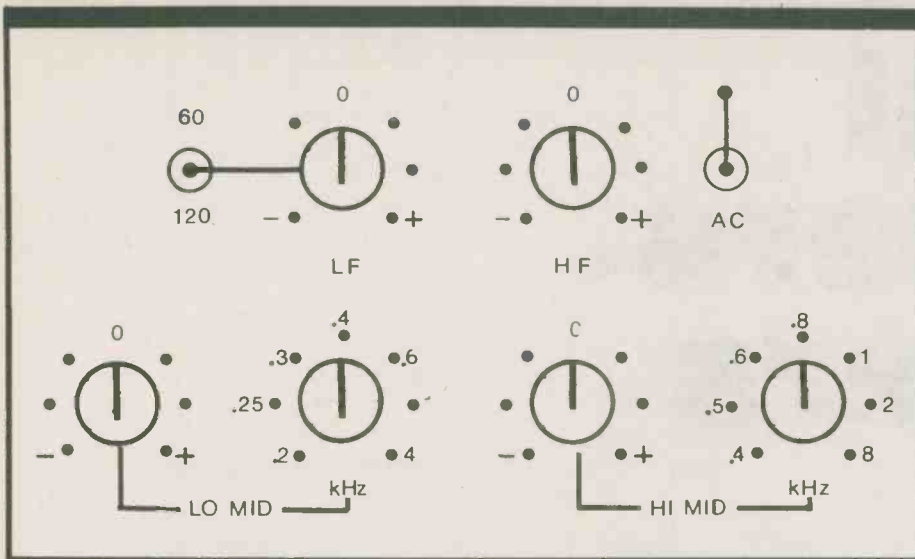 0 0
60
120 - + - + AC
LF HF
0 .4 0 .8
.3 .6 .6 1
.25 .5 2
- + .2 4 - + .4 8
kHz kHz
LO MID HI MID